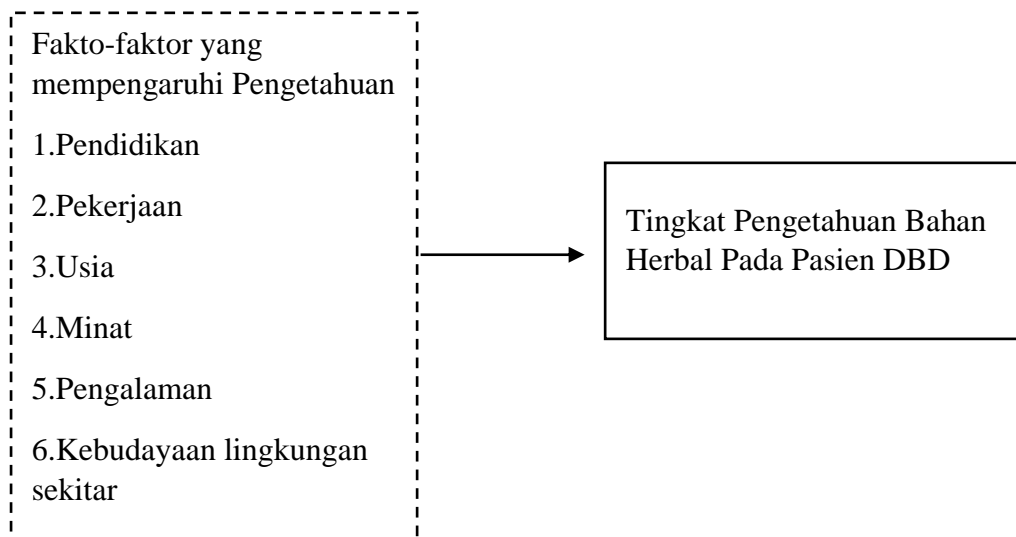 Fakto-faktor yang
mempengaruhi Pengetahuan
1.Pendidikan
2.Pekerjaan
3.Usia
4.Minat
5.Pengalaman
6.Kebudayaan lingkungan
sekitar
Tingkat Pengetahuan Bahan
Herbal Pada Pasien DBD